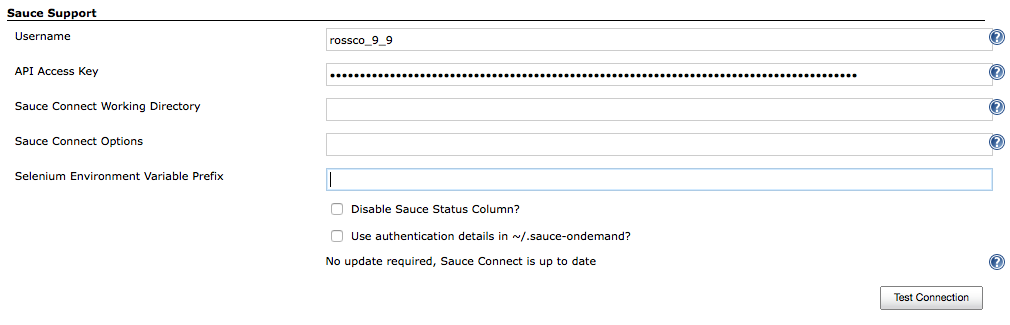 Sauce Support
Username
rossco_9_9
API Access Key
Sauce Connect Working Directory
Sauce Connect Options
Selenium Environment Variable Prefix
Disable Sauce Status Column?
Use authentication details in ~/.sauce-ondemand?
No update required, Sauce Connect is up to date
Test Connection